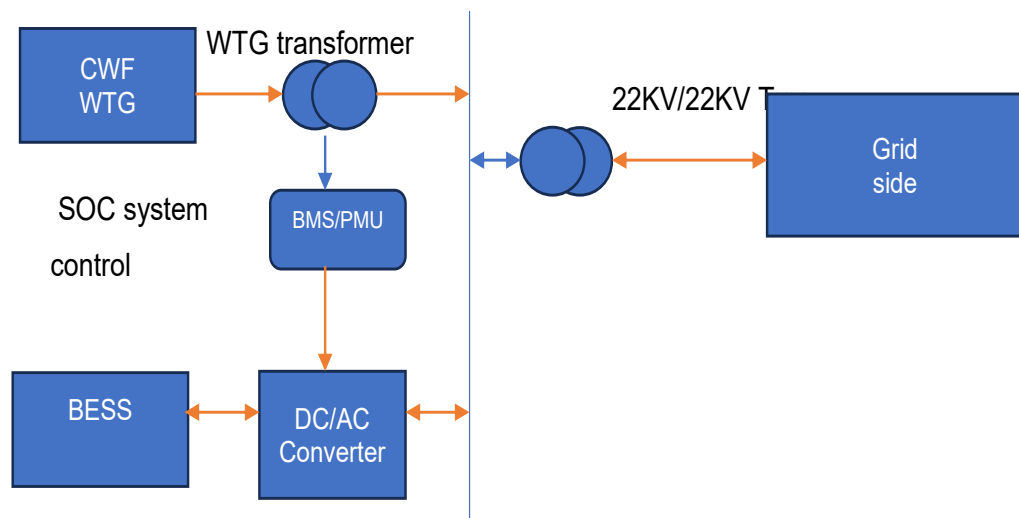 WTG transformer
CWF
WTG
22KV/22KV
Grid
side
SOC system
control
BMS/PMU
BESS
DC/AC
Converter